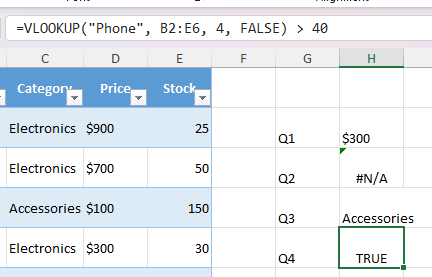 =VLOOKUP("Phone", B2:E6, 4, FALSE) > 40
C D E F G H
Category Price Stock
Electronics $900 25
Q1 $300
Electronics $700 50
Q2 #N/A
Accessories $100 150
Q3 Accessories
Electronics $300 30
Q4 TRUE